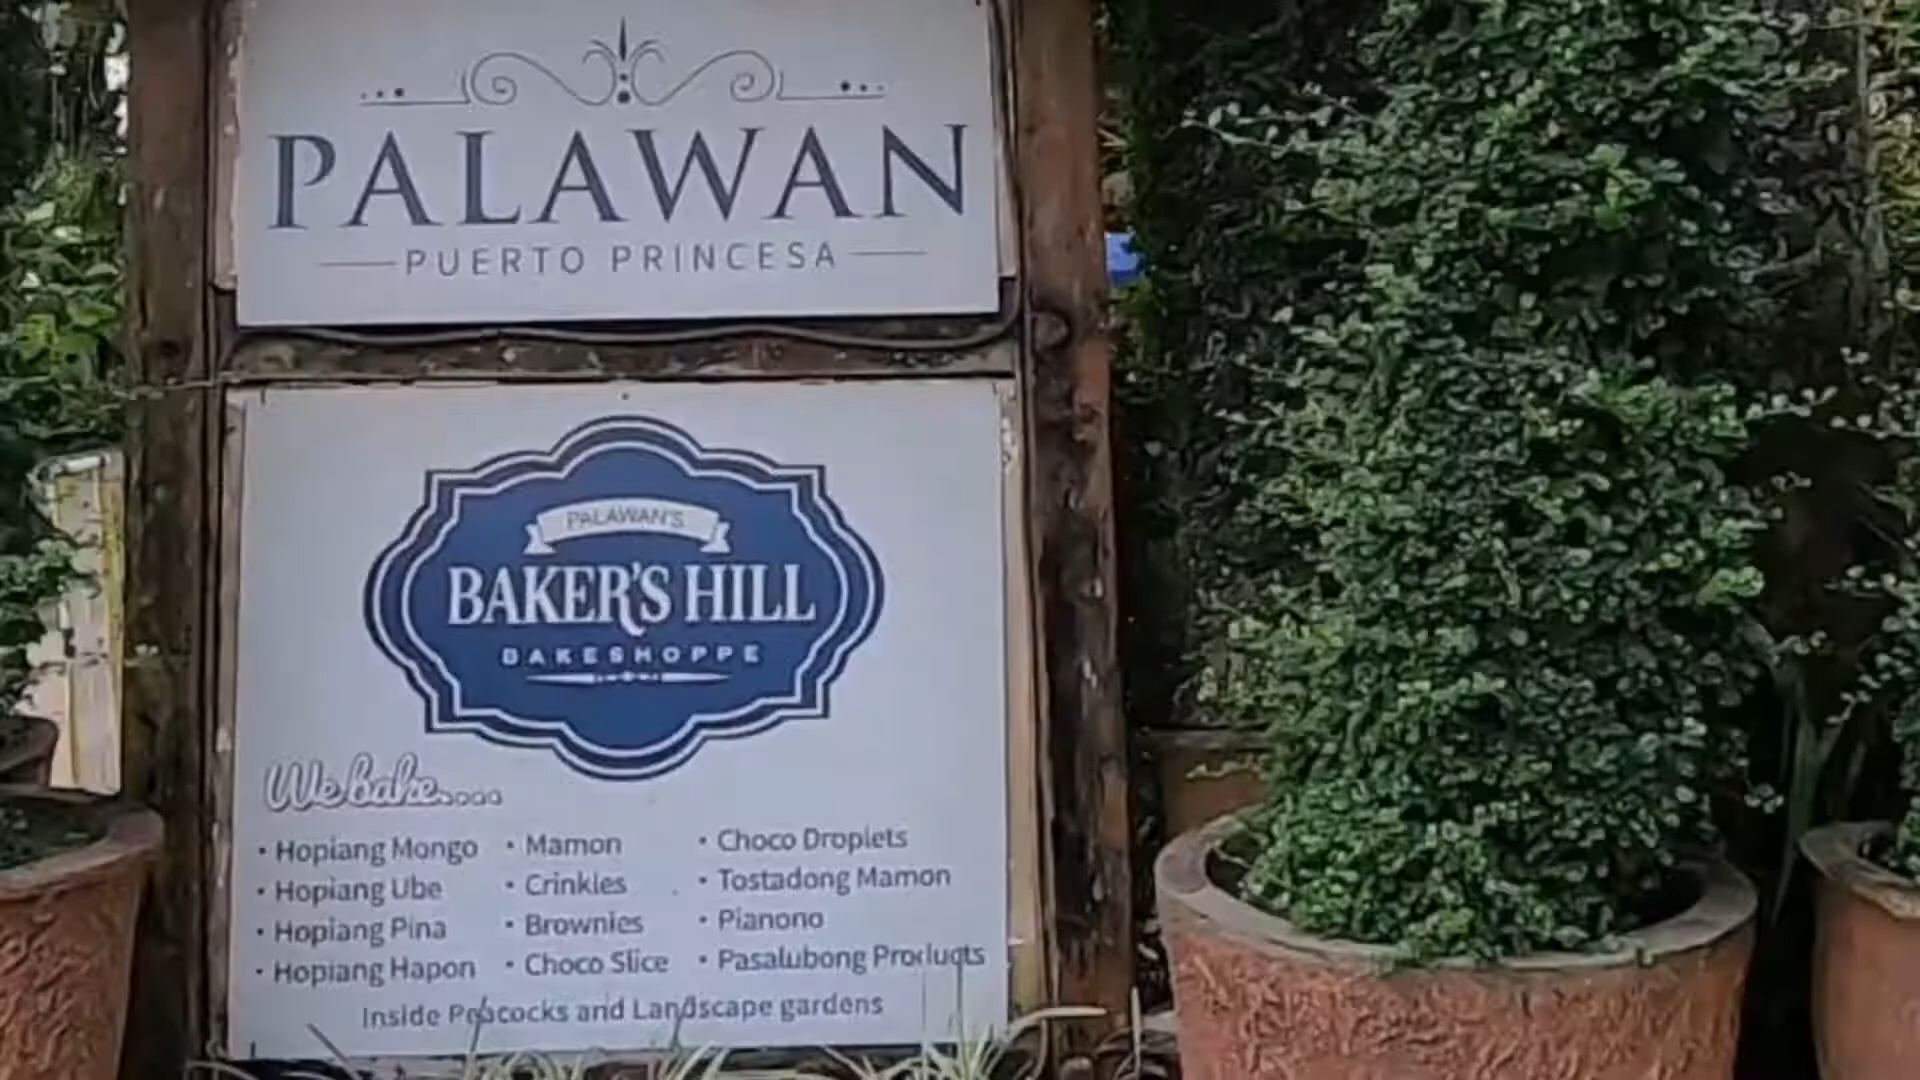 PALAWAN
PUERTO PRINCESA
PALAWAN'S
BAKER'S HILL
BAKESHOPPE
We bake....
• Hopiang Mongo • Mamon • Choco Droplets
• Hopiang Ube • Crinkles • Tostadong Mamon
• Hopiang Pina • Brownies • Pianono
• Hopiang Hapon • Choco Slice • Pasalubong Products
Inside Peacocks and Landscape gardens